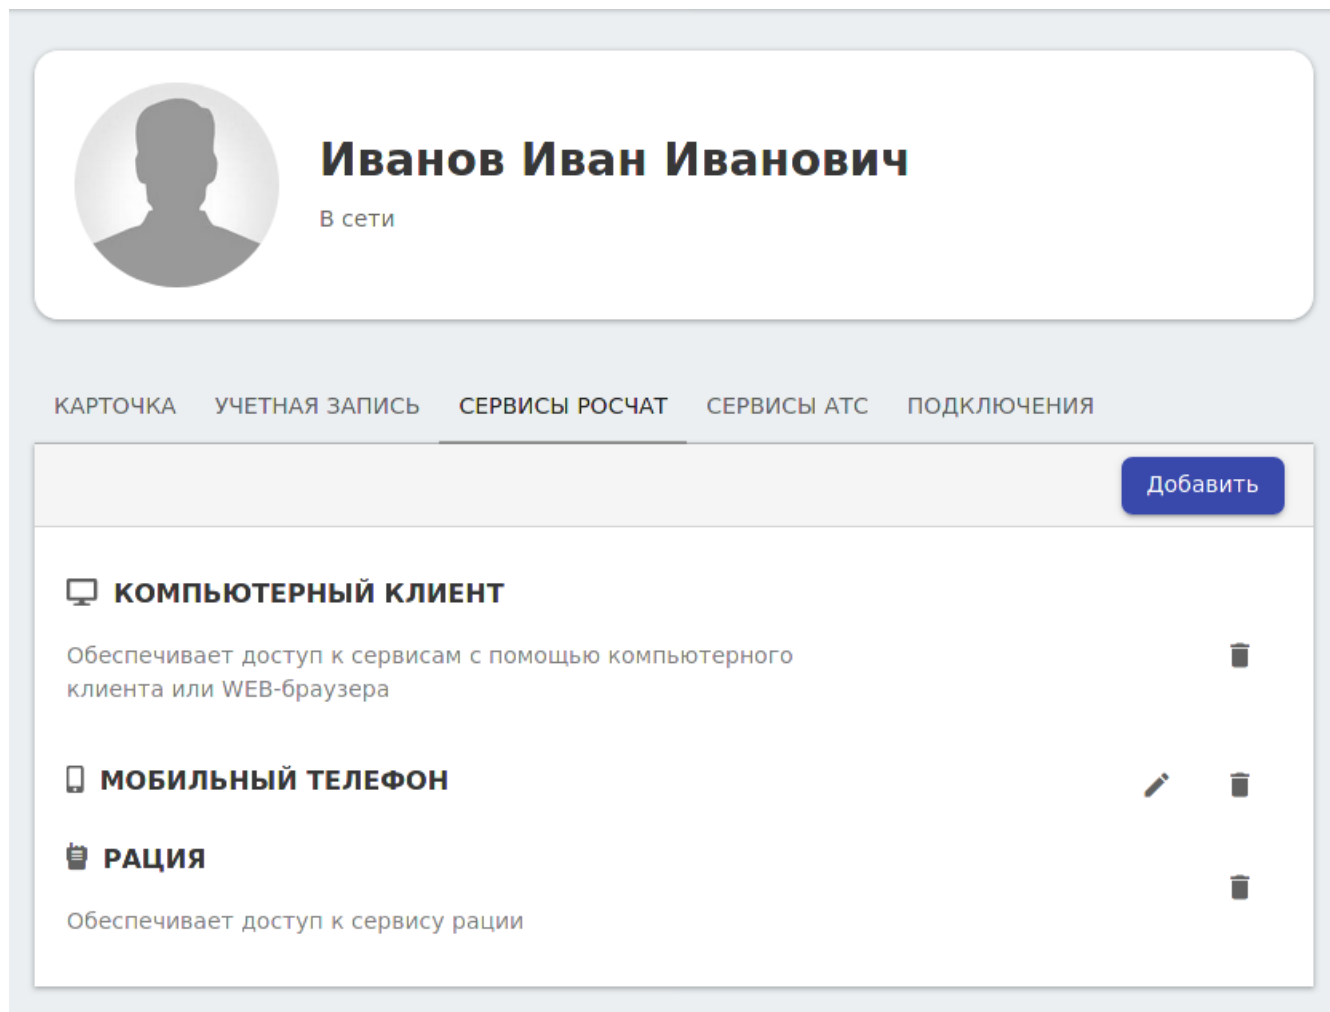 Иванов Иван Иванович
В сети
КАРТОЧКА УЧЕТНАЯ ЗАПИСЬ СЕРВИСЫ РОСЧАТ СЕРВИСЫ АТС ПОДКЛЮЧЕНИЯ
Добавить
КОМПЬЮТЕРНЫЙ КЛИЕНТ
Обеспечивает доступ к сервисам с помощью компьютерного
клиента или WEB-браузера
МОБИЛЬНЫЙ ТЕЛЕФОН
РАЦИЯ
Обеспечивает доступ к сервису рации